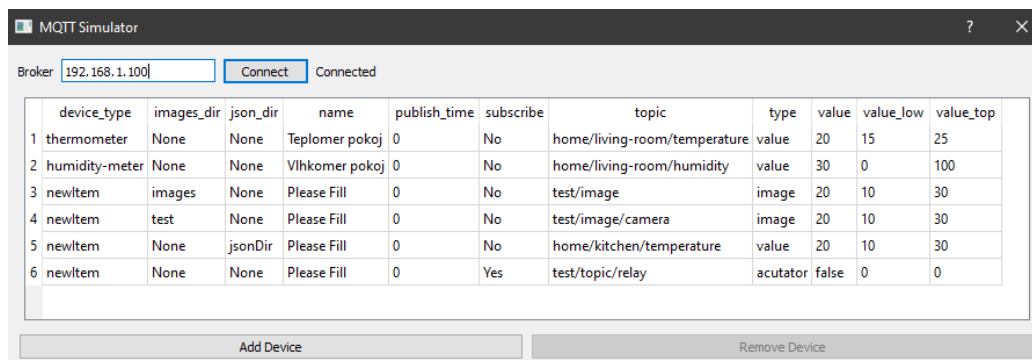 MQTT Simulator ?
Broker 192.168.1.100 Connect Connected
device_type images_dir json_dir name publish_time subscribe topic type value value_low value_top
1 thermometer None None Teplomer pokoj 0 No home/living-room/temperature value 20 15 25
2 humidity-meter None None Vlhkomer pokoj 0 No home/living-room/humidity value 30 0 100
3 newItem images None Please Fill 0 No test/image image 20 10 30
4 newItem test None Please Fill 0 No test/image/camera image 20 10 30
5 newItem None jsonDir Please Fill 0 No home/kitchen/temperature value 20 10 30
6 newItem None None Please Fill 0 Yes test/topic/relay acutator false 0 0
Add Device Remove Device